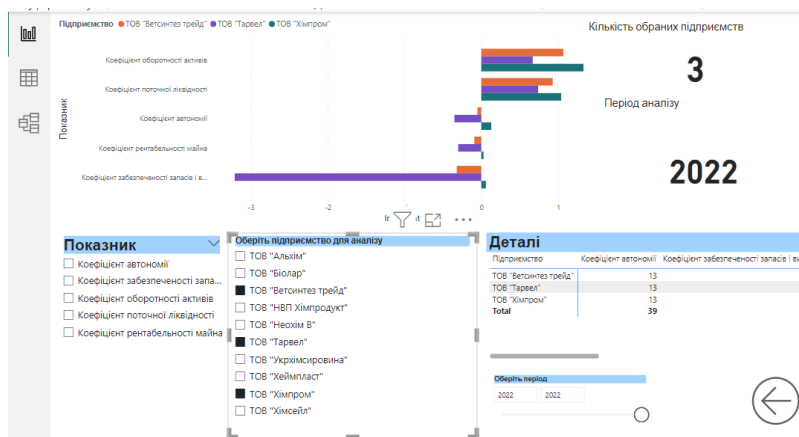 Підприємство ТОВ "Ветсинтез трейд" ТОВ "Тарвел" ТОВ "Хімпром"
Кількість обраних підприємств
3
Період аналізу
2022
Показник
Коефіцієнт оборотності активів
Коефіцієнт поточної ліквідності
Коефіцієнт автономії
Коефіцієнт рентабельності майна
Коефіцієнт забезпеченості запасів і в...
-3 -2 0 1
Показник
Коефіцієнт автономії
Коефіцієнт забезпеченості запа...
Коефіцієнт оборотності активів
Коефіцієнт поточної ліквідності
Коефіцієнт рентабельності майна
Оберіть підприємство для аналізу
ТОВ "Альхім"
ТОВ "Біолар"
ТОВ "Ветсинтез трейд"
ТОВ "НВП Хімпродукт"
ТОВ "Неохім В"
ТОВ "Тарвел"
ТОВ "Укрхімсировина"
ТОВ "Хеймпласт"
ТОВ "Хімпром"
ТОВ "Хімсейл"
Деталі
Підприємство Коефіцієнт автономії Коефіцієнт забезпеченості запасів і ви
ТОВ "Ветсинтез трейд" 13
ТОВ "Тарвел" 13
ТОВ "Хімпром" 13
Total 39
Оберіть період
2022 2022